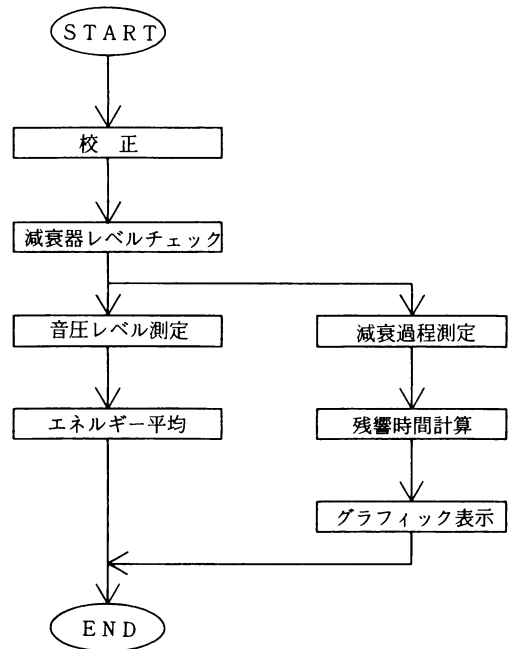 START
校正
減衰器レベルチェック
音圧レベル測定
減衰過程測定
エネルギー平均
残響時間計算
グラフィック表示
END